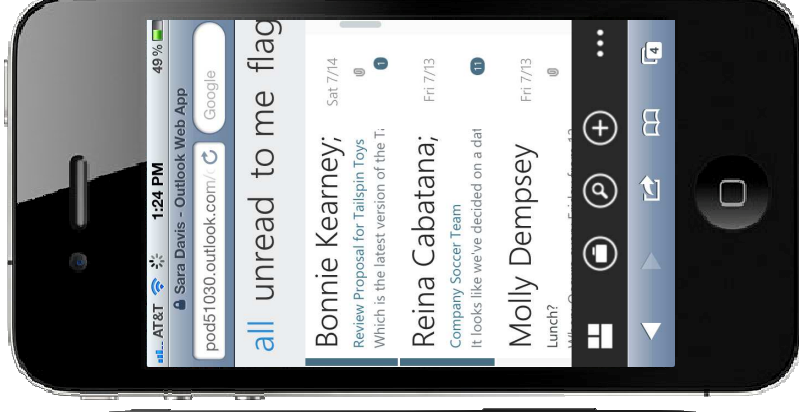 AT&T 1:24 PM 49%
Sara Davis - Outlook Web App
pod51030.outlook.com/ Google
all unread to me flag
Bonnie Kearney; Sat 7/14
Review Proposal for Tailspin Toys
Which is the latest version of the T. 1
Reina Cabatana; Fri 7/13
Company Soccer Team 11
It looks like we've decided on a dat
Molly Dempsey Fri 7/13
Lunch?
4